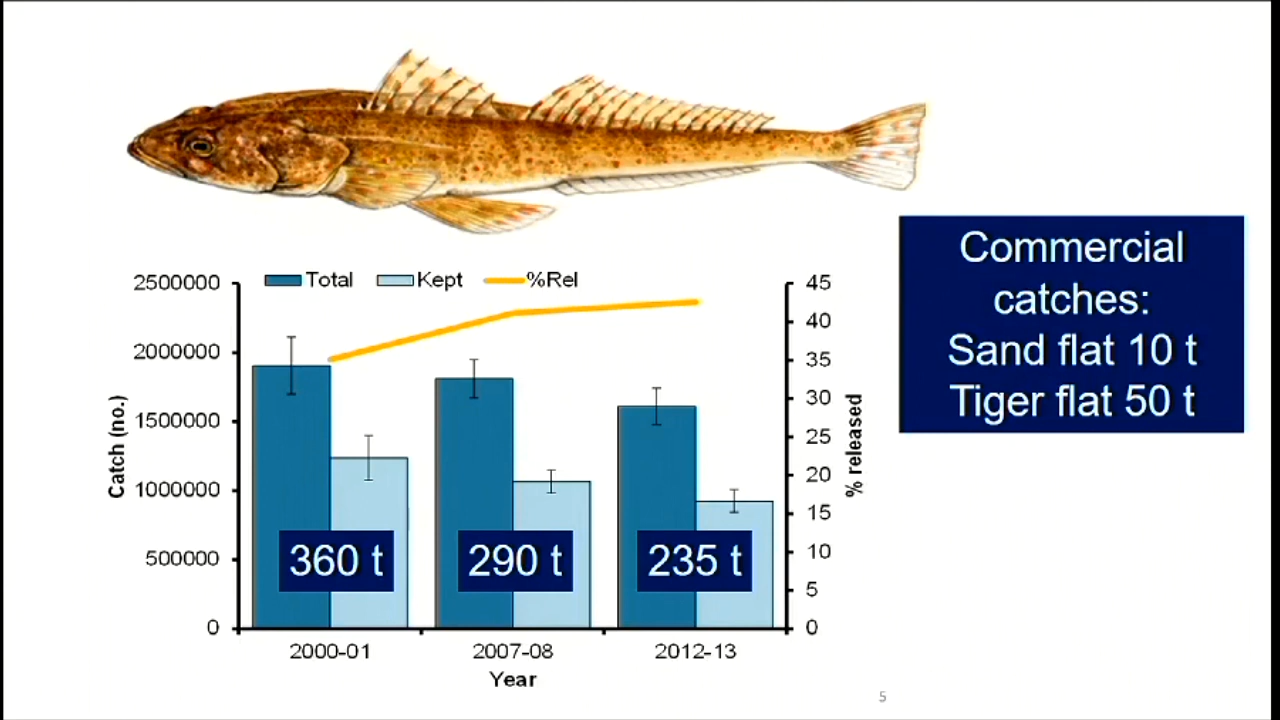 Commercial
catches:
Sand flat 10 t
Tiger flat 50 t
Total
Kept
%Rel
2500000
2000000
1500000
1000000
500000
0
Catch (no.)
45
40
35
30
25
20
15
10
5
0
% released
360 t
290 t
235 t
2000-01
2007-08
2012-13
Year
5